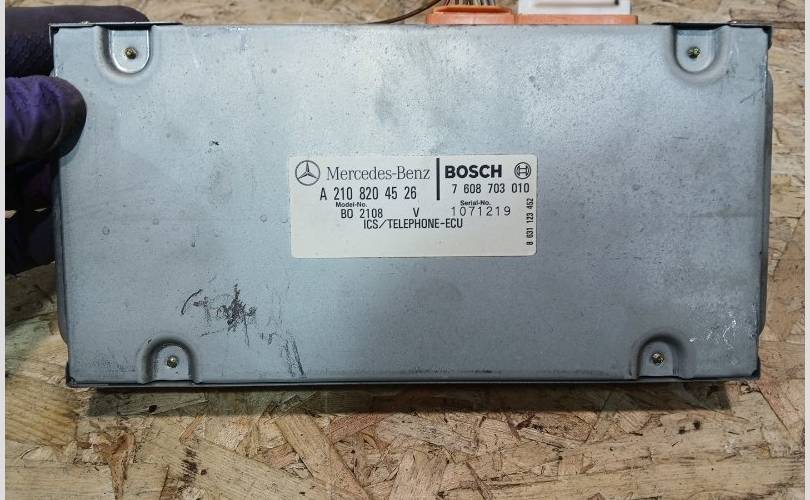 Mercedes-Benz BOSCH
A 210 820 45 26 7 608 703 010
Model-No. Serial-No.
BO 2108 V 1071219
ICS/TELEPHONE-ECU
8 631 123 452